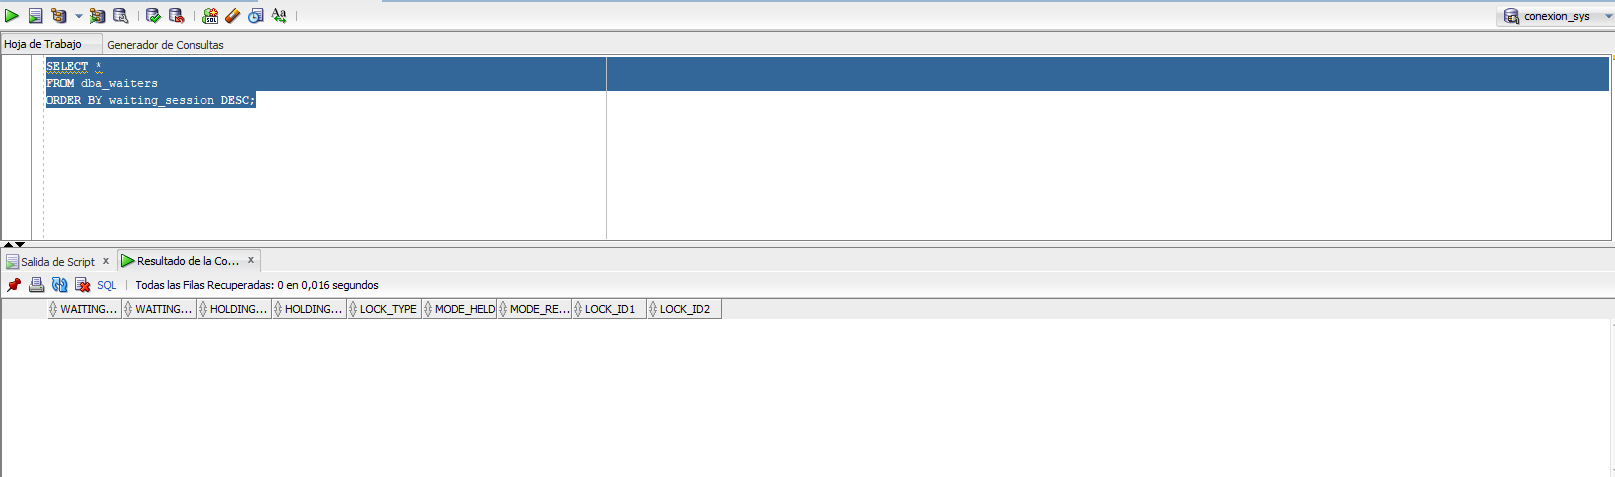 conexion_sys
Hoja de Trabajo Generador de Consultas
SELECT *
FROM dba_waiters
ORDER BY waiting_session DESC;
Salida de Script x Resultado de la Co... x
SQL Todas las Filas Recuperadas: 0 en 0,016 segundos
WAITING... WAITING... HOLDING... HOLDING... LOCK_TYPE MODE_HELD MODE_RE... LOCK_ID1 LOCK_ID2